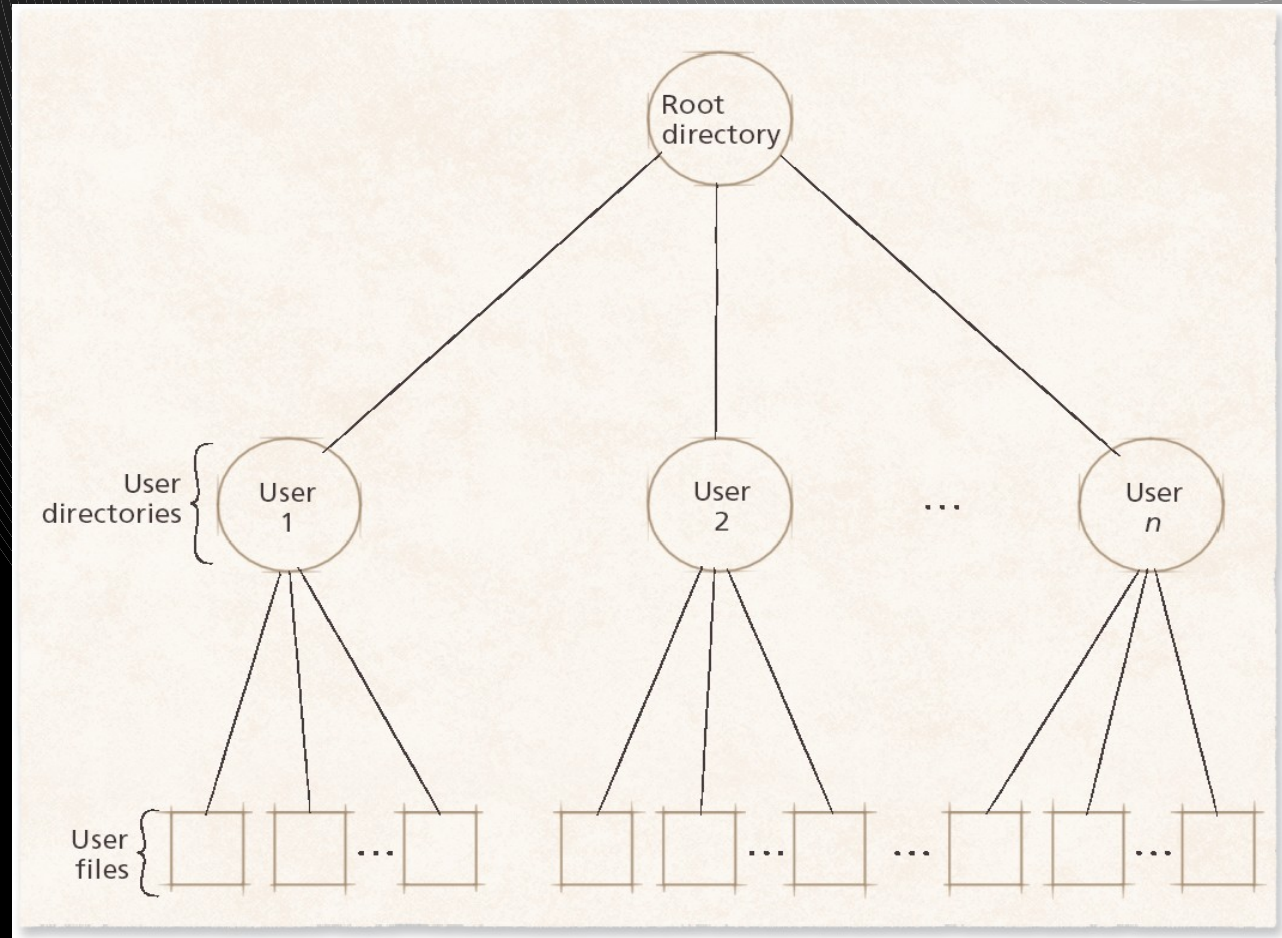 Root
directory
User
directories
User
1
User
2
...
User
n
User
files
...
...
...
...